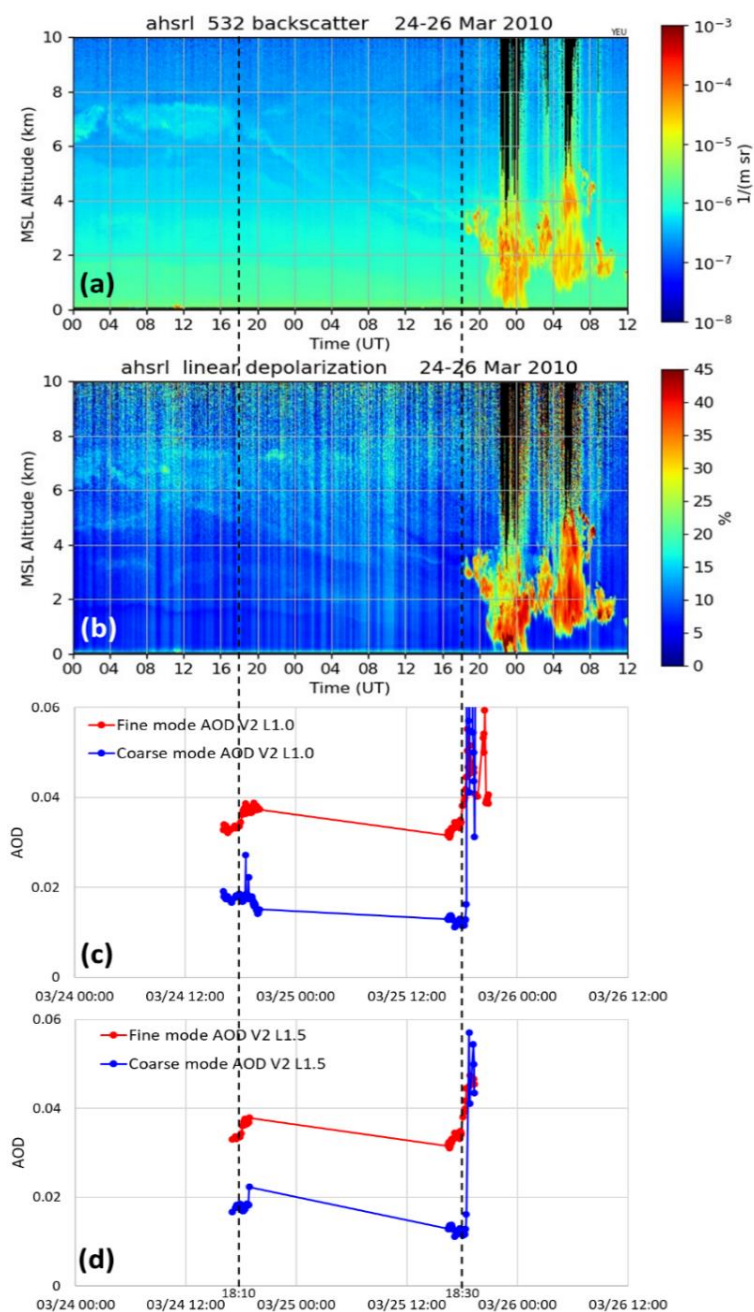 ahsrl 532 backscatter 24-26 Mar 2010
YEU
10
8
6
4
2
0
MSL Altitude (km)
(a)
00 04 08 12 16 20 00 04 08 12 16 20 00 04 08 12
Time (UT)
10⁻³
10⁻⁴
10⁻⁵
10⁻⁶
10⁻⁷
10⁻⁸
1/(m sr)
ahsrl linear depolarization 24-26 Mar 2010
10
8
6
4
2
0
MSL Altitude (km)
(b)
00 04 08 12 16 20 00 04 08 12 16 20 00 04 08 12
Time (UT)
45
40
35
30
25
20
15
10
5
0
%
0.06
0.04
0.02
0
AOD
Fine mode AOD V2 L1.0
Coarse mode AOD V2 L1.0
(c)
03/24 00:00 03/24 12:00 03/25 00:00 03/25 12:00 03/26 00:00 03/26 12:00
0.06
0.04
0.02
0
AOD
Fine mode AOD V2 L1.5
Coarse mode AOD V2 L1.5
(d)
18:10 18:30
03/24 00:00 03/24 12:00 03/25 00:00 03/25 12:00 03/26 00:00 03/26 12:00